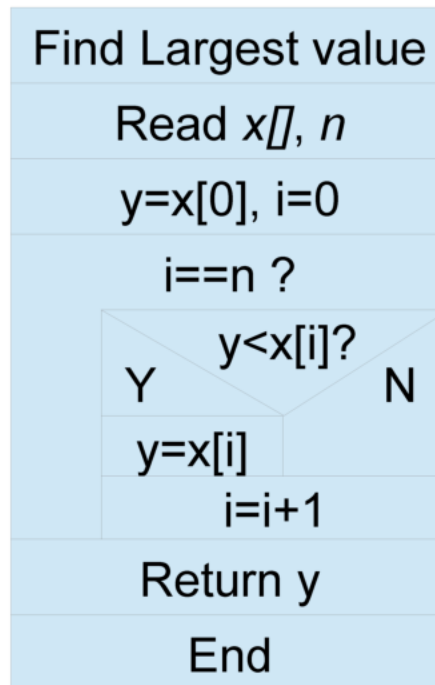 Find Largest value
Read x[], n
y=x[0], i=0
i==n ?
y<x[i]?
Y N
y=x[i]
i=i+1
Return y
End